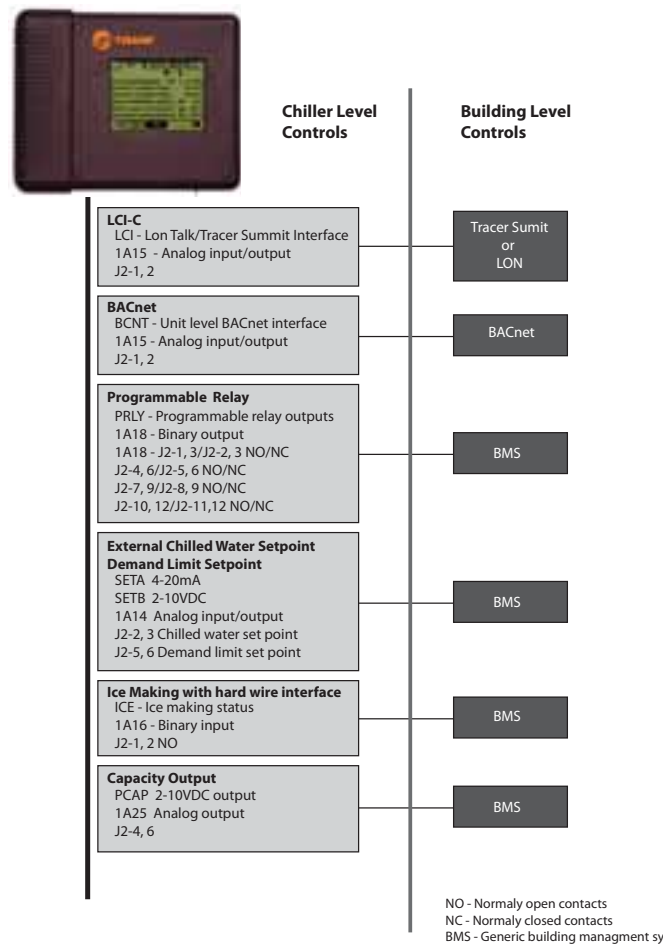 TRANE
Chiller Level
Controls
Building Level
Controls
LCI-C
LCI - Lon Talk/Tracer Summit Interface
1A15 - Analog input/output
J2-1, 2
Tracer Sumit
or
LON
BACnet
BCNT - Unit level BACnet interface
1A15 - Analog input/output
J2-1, 2
BACnet
Programmable Relay
PRLY - Programmable relay outputs
1A18 - Binary output
1A18 - J2-1, 3/J2-2, 3 NO/NC
J2-4, 6/J2-5, 6 NO/NC
J2-7, 9/J2-8, 9 NO/NC
J2-10, 12/J2-11,12 NO/NC
BMS
External Chilled Water Setpoint
Demand Limit Setpoint
SETA 4-20mA
SETB 2-10VDC
1A14 Analog input/output
J2-2, 3 Chilled water set point
J2-5, 6 Demand limit set point
BMS
Ice Making with hard wire interface
ICE - Ice making status
1A16 - Binary input
J2-1, 2 NO
BMS
Capacity Output
PCAP 2-10VDC output
1A25 Analog output
J2-4, 6
BMS
NO - Normaly open contacts
NC - Normaly closed contacts
BMS - Generic building managment sy